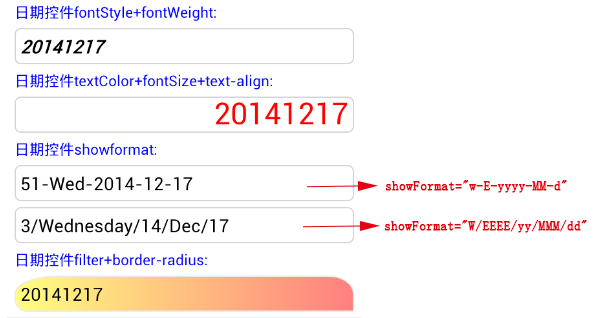 日期控件fontStyle+fontWeight:
20141217
日期控件textColor+fontSize+text-align:
20141217
日期控件showformat:
51-Wed-2014-12-17 showFormat="w-E-yyyy-MM-d"
3/Wednesday/14/Dec/17 showFormat="W/EEEE/yy/MMM/dd"
日期控件filter+border-radius:
20141217